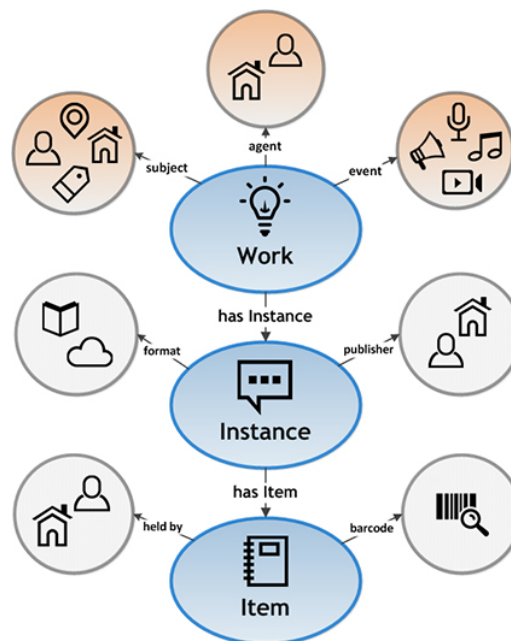 agent
subject
event
Work
has Instance
format
publisher
Instance
has Item
held by
barcode
Item